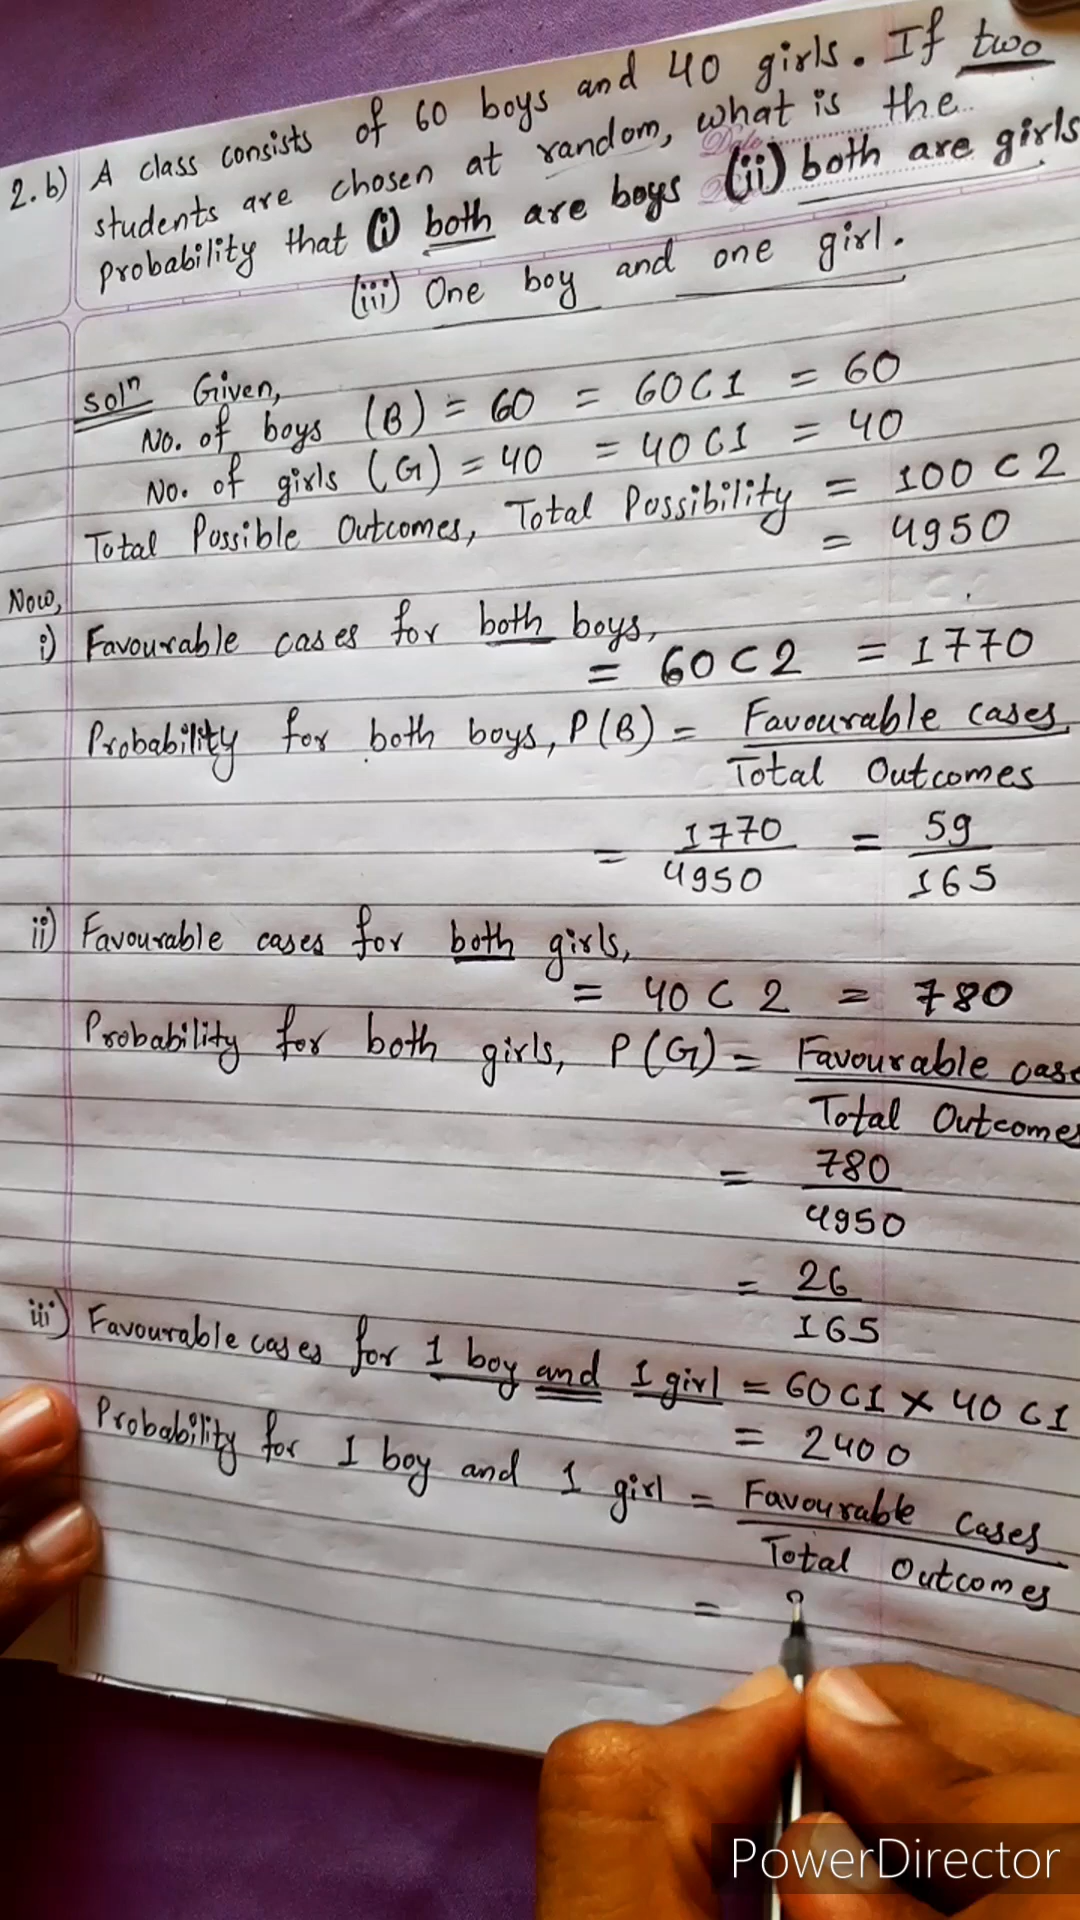 2.b) A class consists of 60 boys and 40 girls. If two
students are chosen at random, what is the
probability that (i) both are boys (ii) both are girls
(iii) One boy and one girl.
Solⁿ Given,
No. of boys (B) = 60 = 60C1 = 60
No. of girls (G) = 40 = 40C1 = 40
Total Possible Outcomes, Total Possibility = 100C2
= 4950
Now,
i) Favourable cases for both boys,
= 60C2 = 1770
Probability for both boys, P(B) = Favourable cases
Total Outcomes
= 1770 = 59
4950 165
ii) Favourable cases for both girls,
= 40C2 = 780
Probability for both girls, P(G) = Favourable case
Total Outcomes
= 780
4950
= 26
165
iii) Favourable cases for 1 boy and 1 girl = 60C1 × 40C1
= 2400
Probability for 1 boy and 1 girl = Favourable Cases
Total Outcomes
=
PowerDirector